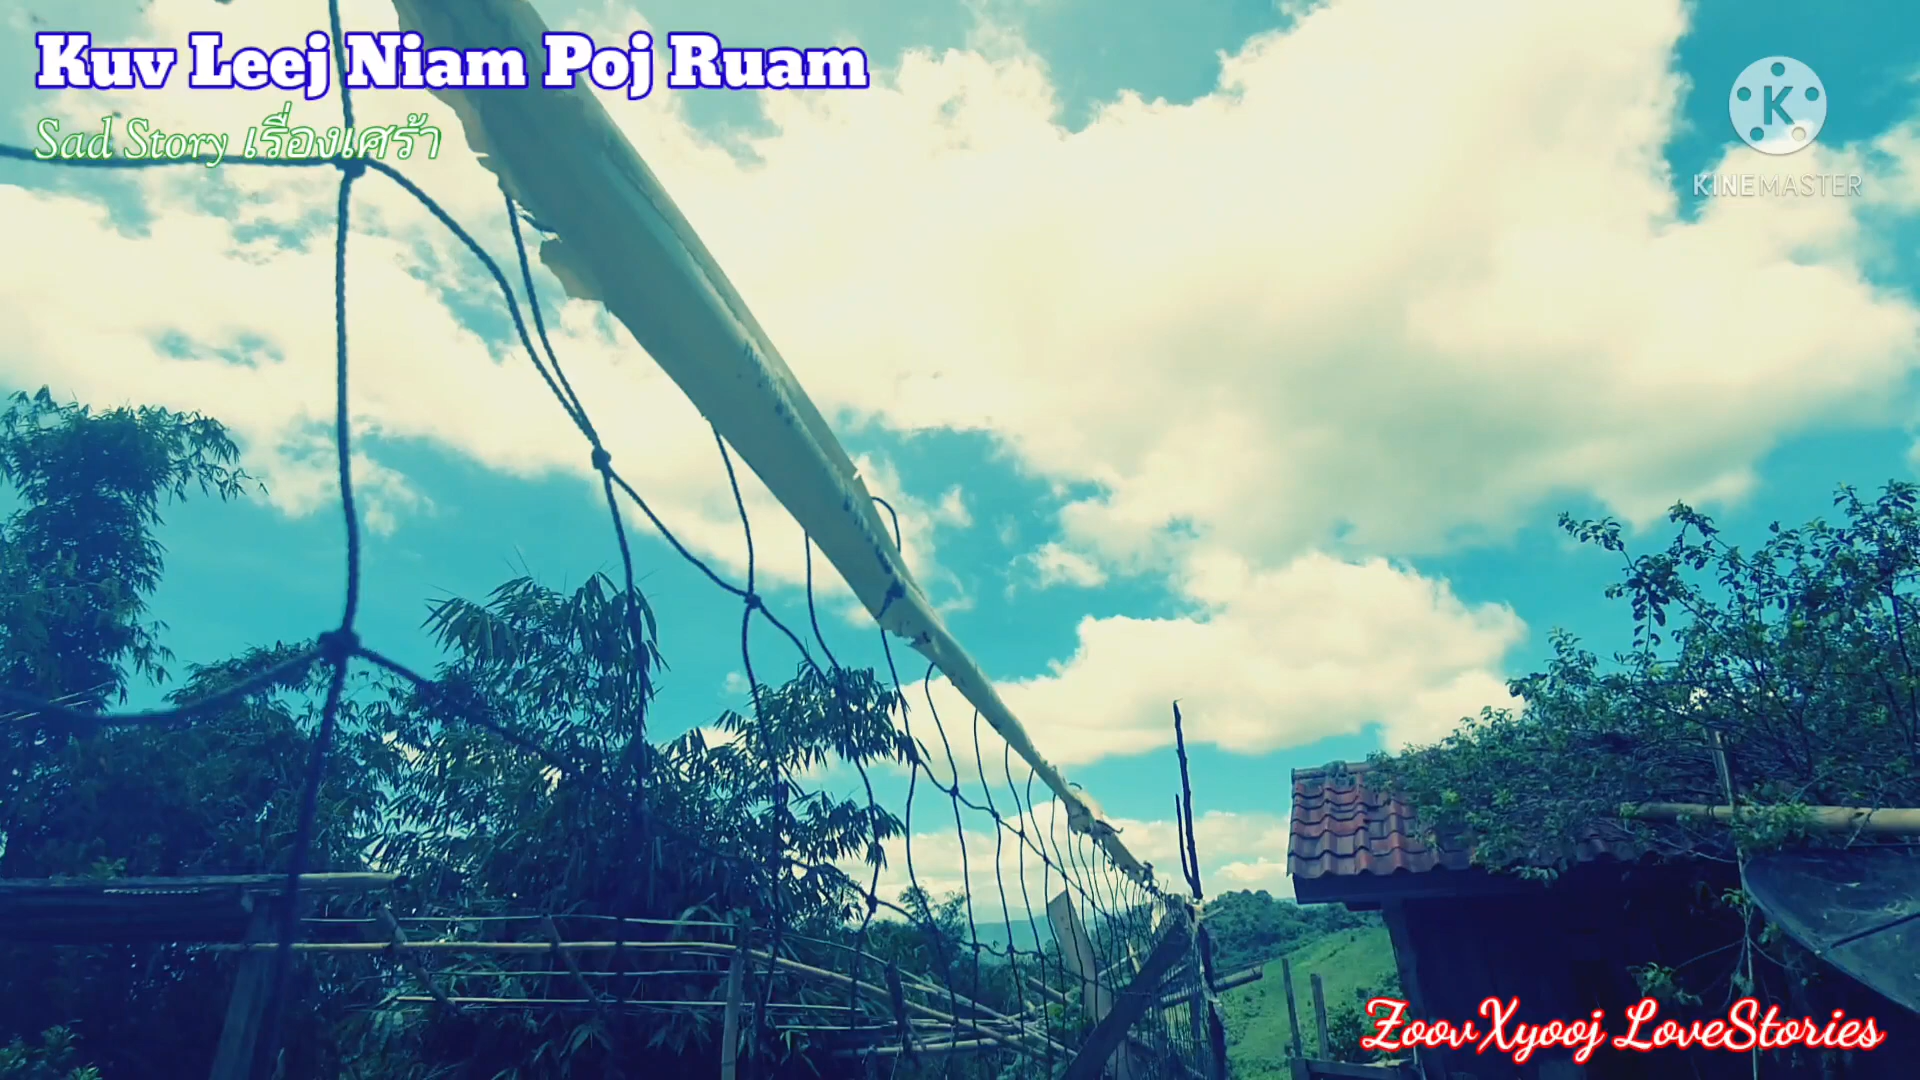 Kuv Leej Niam Poj Ruam
Sad Story เรื่องเศร้า
K
KINEMASTER
ZoovXyooj LoveStories